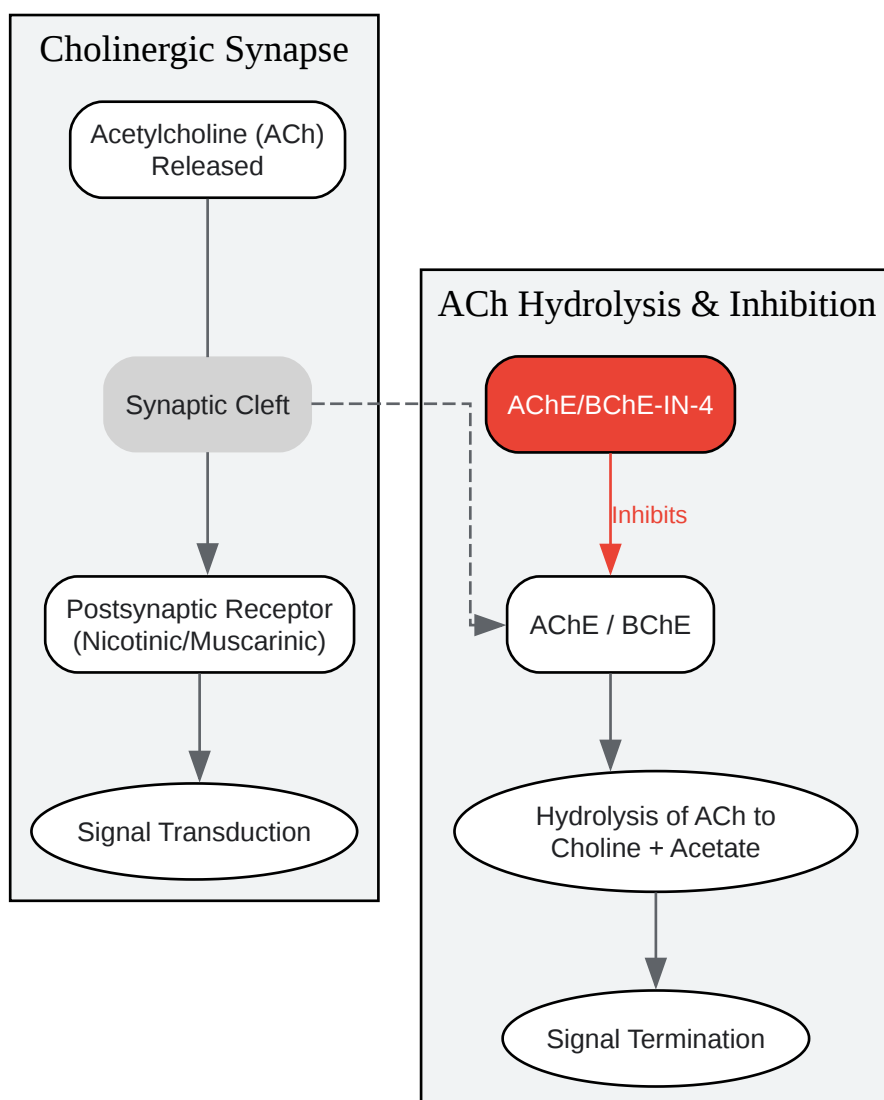 Cholinergic Synapse
Acetylcholine (ACh)
Released
Synaptic Cleft
Postsynaptic Receptor
(Nicotinic/Muscarinic)
Signal Transduction
ACh Hydrolysis & Inhibition
AChE/BChE-IN-4
Inhibits
AChE / BChE
Hydrolysis of ACh to
Choline + Acetate
Signal Termination